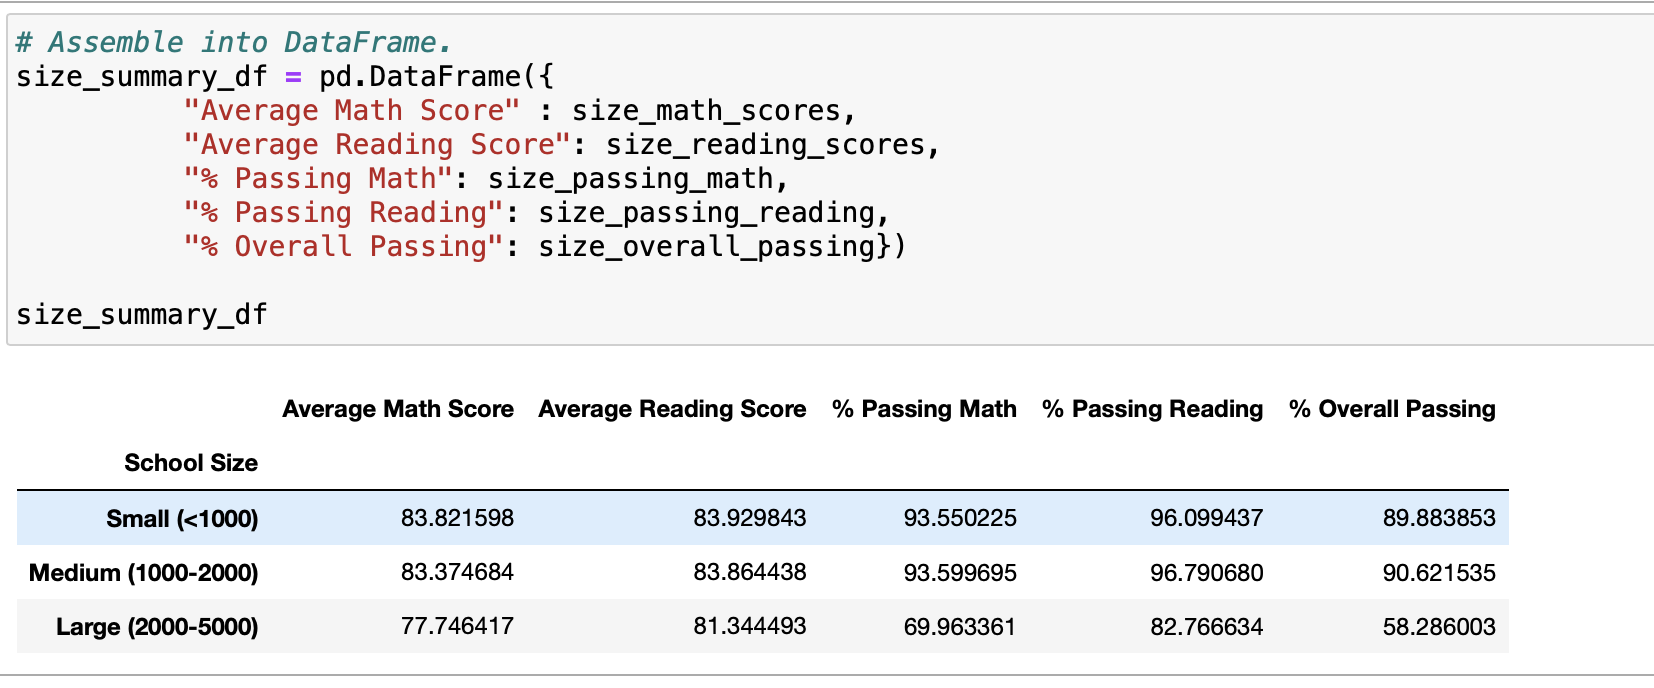 # Assemble into DataFrame.
size_summary_df = pd.DataFrame({
"Average Math Score" : size_math_scores,
"Average Reading Score": size_reading_scores,
"% Passing Math": size_passing_math,
"% Passing Reading": size_passing_reading,
"% Overall Passing": size_overall_passing})
size_summary_df
Average Math Score Average Reading Score % Passing Math % Passing Reading % Overall Passing
School Size
Small (<1000) 83.821598 83.929843 93.550225 96.099437 89.883853
Medium (1000-2000) 83.374684 83.864438 93.599695 96.790680 90.621535
Large (2000-5000) 77.746417 81.344493 69.963361 82.766634 58.286003